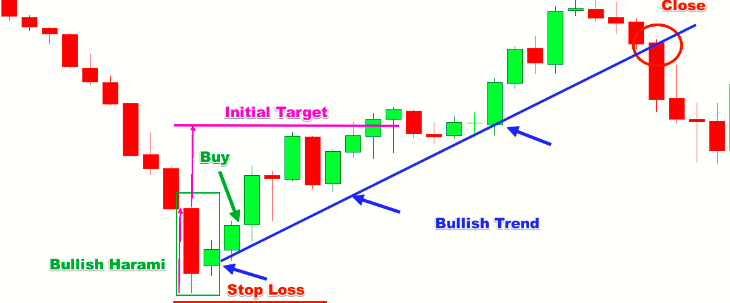 Close
Initial Target
Buy
Bullish Trend
Bullish Harami
Stop Loss